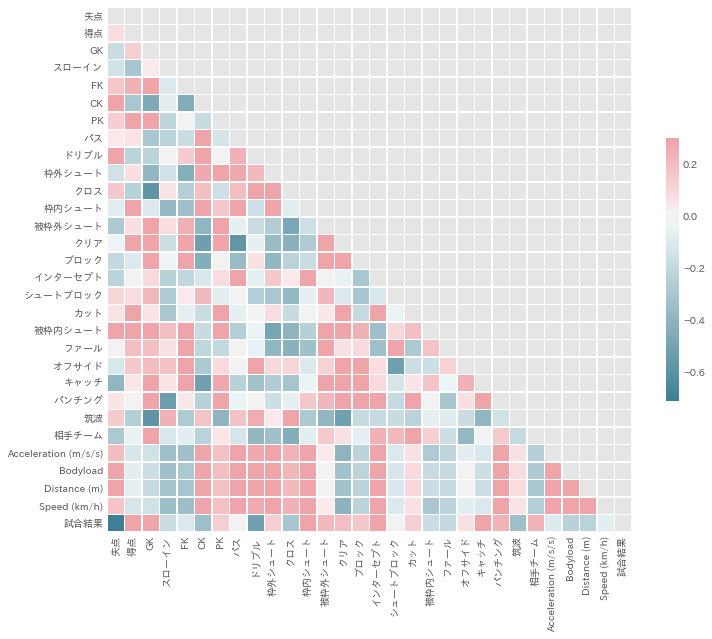 失点
得点
GK
スローイン
FK
CK
PK
パス
ドリブル
枠外シュート
クロス
枠内シュート
被枠外シュート
クリア
ブロック
インターセプト
シュートブロック
カット
被枠内シュート
ファール
オフサイド
キャッチ
パンチング
筑波
相手チーム
Acceleration (m/s/s)
Bodyload
Distance (m)
Speed (km/h)
試合結果
失点
得点
GK
スローイン
FK
CK
PK
パス
ドリブル
枠外シュート
クロス
枠内シュート
被枠外シュート
クリア
ブロック
インターセプト
シュートブロック
カット
被枠内シュート
ファール
オフサイド
キャッチ
パンチング
筑波
相手チーム
Acceleration (m/s/s)
Bodyload
Distance (m)
Speed (km/h)
試合結果
0.2
0.0
−0.2
−0.4
−0.6